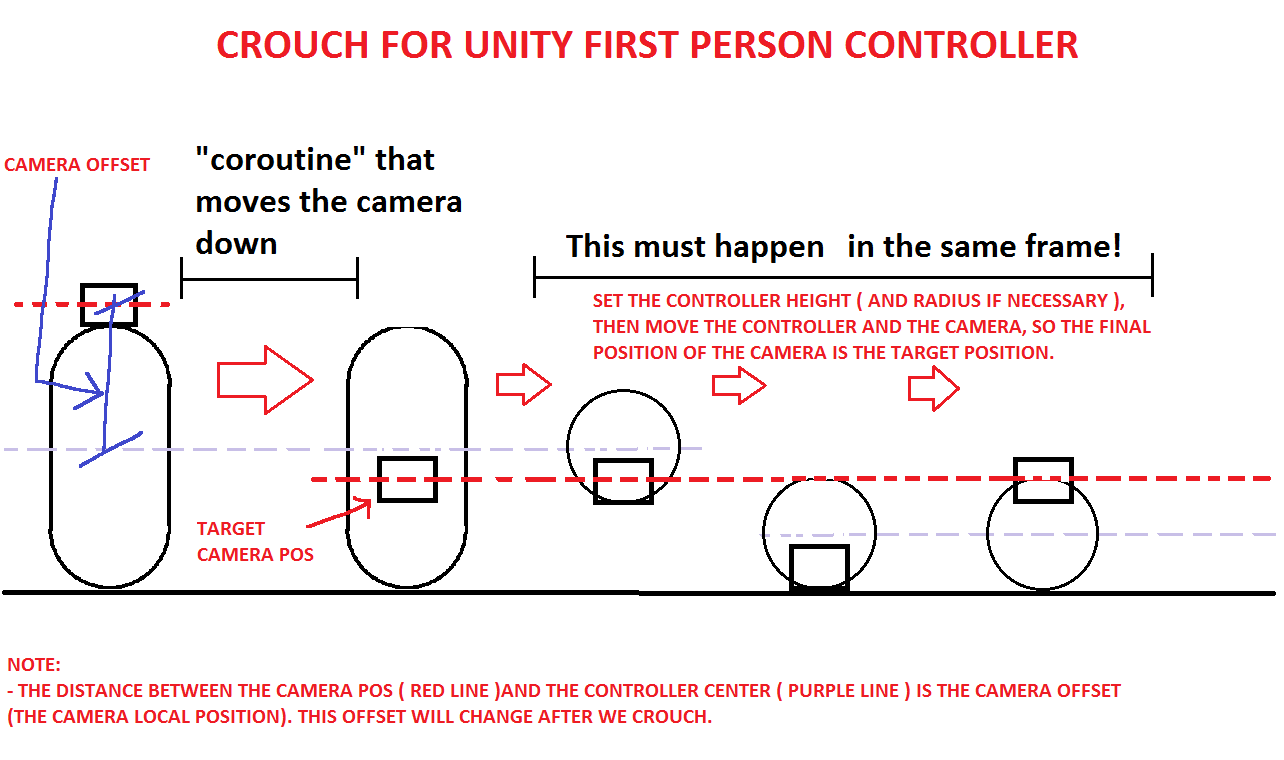 CROUCH FOR UNITY FIRST PERSON CONTROLLER
CAMERA OFFSET
"coroutine" that
moves the camera
down
This must happen in the same frame!
SET THE CONTROLLER HEIGHT ( AND RADIUS IF NECESSARY ),
THEN MOVE THE CONTROLLER AND THE CAMERA, SO THE FINAL
POSITION OF THE CAMERA IS THE TARGET POSITION.
TARGET
CAMERA POS
NOTE:
- THE DISTANCE BETWEEN THE CAMERA POS ( RED LINE )AND THE CONTROLLER CENTER ( PURPLE LINE ) IS THE CAMERA OFFSET
(THE CAMERA LOCAL POSITION). THIS OFFSET WILL CHANGE AFTER WE CROUCH.